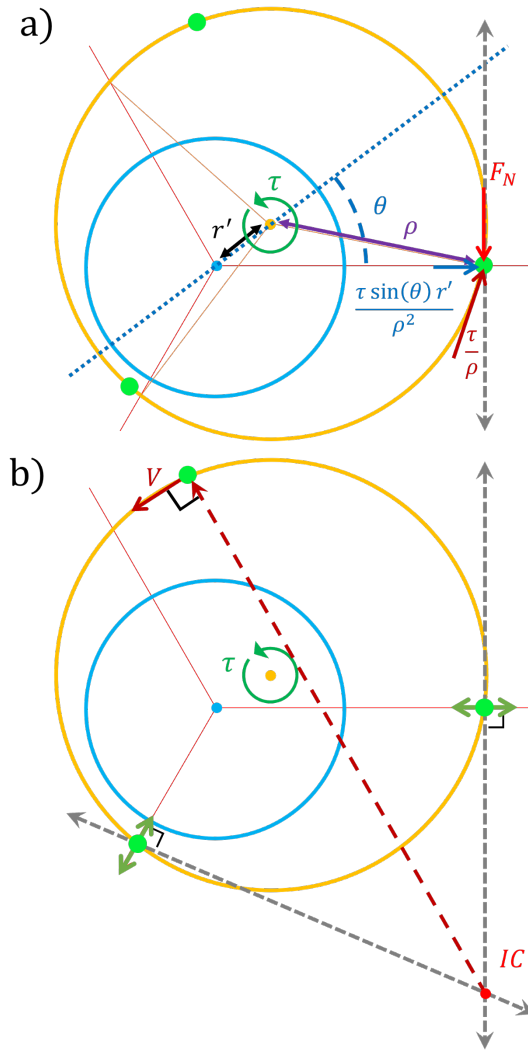 a)
τ
F_N
θ
r′
ρ
τ sin(θ) r′
ρ²
τ
ρ
b)
V
τ
IC